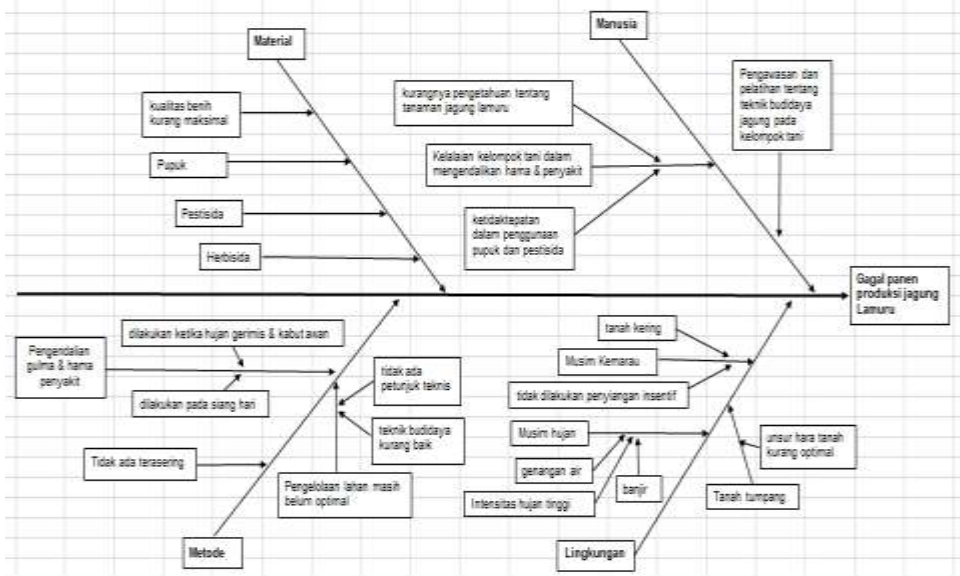 Material
Manusia
kualitas benih
kurang maksimal
Pupuk
Pestisida
Herbisida
kurangnya pengetahuan tentang
tanaman jagung lamuru
Kelalaian kelompok tani dalam
mengendalikan hama & penyakit
ketidaktepatan
dalam penggunaan
pupuk dan pestisida
Pengawasan dan
pelatihan tentang
teknik budidaya
jagung pada
kelompok tani
Gagal panen
produksi jagung
Lamuru
dilakukan ketika hujan gerimis & kabut awan
Pengendalian
gulma & hama
penyakit
dilakukan pada siang hari
tidak ada
petunjuk teknis
teknik budidaya
kurang baik
Tidak ada terasering
Pengelolaan lahan masih
belum optimal
Metode
tanah kering
Musim Kemarau
tidak dilakukan penyiangan insentif
Musim hujan
genangan air
Intensitas hujan tinggi
banjir
unsur hara tanah
kurang optimal
Tanah tumpang
Lingkungan